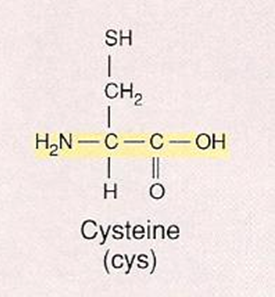 SH
CH₂
H₂N—C—C—OH
H O
Cysteine
(cys)